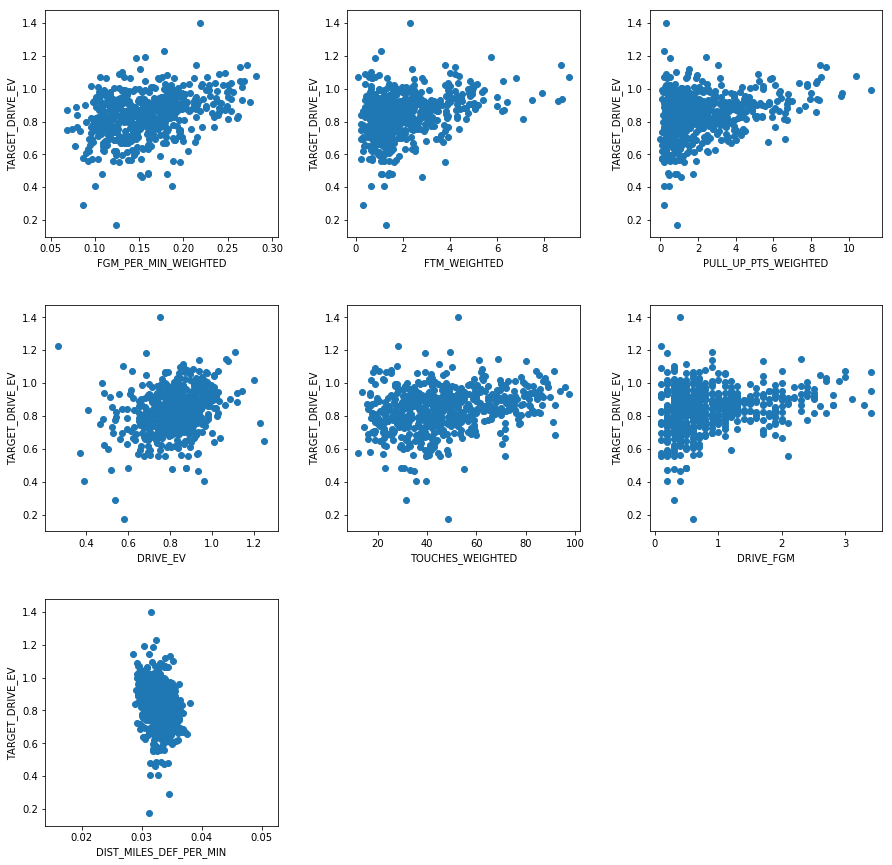 TARGET_DRIVE_EV
1.4
1.2
1.0
0.8
0.6
0.4
0.2
0.05 0.10 0.15 0.20 0.25 0.30
FGM_PER_MIN_WEIGHTED
TARGET_DRIVE_EV
1.4
1.2
1.0
0.8
0.6
0.4
0.2
0 2 4 6 8
FTM_WEIGHTED
TARGET_DRIVE_EV
1.4
1.2
1.0
0.8
0.6
0.4
0.2
0 2 4 6 8 10
PULL_UP_PTS_WEIGHTED
TARGET_DRIVE_EV
1.4
1.2
1.0
0.8
0.6
0.4
0.2
0.4 0.6 0.8 1.0 1.2
DRIVE_EV
TARGET_DRIVE_EV
1.4
1.2
1.0
0.8
0.6
0.4
0.2
20 40 60 80 100
TOUCHES_WEIGHTED
TARGET_DRIVE_EV
1.4
1.2
1.0
0.8
0.6
0.4
0.2
0 1 2 3
DRIVE_FGM
TARGET_DRIVE_EV
1.4
1.2
1.0
0.8
0.6
0.4
0.2
0.02 0.03 0.04 0.05
DIST_MILES_DEF_PER_MIN